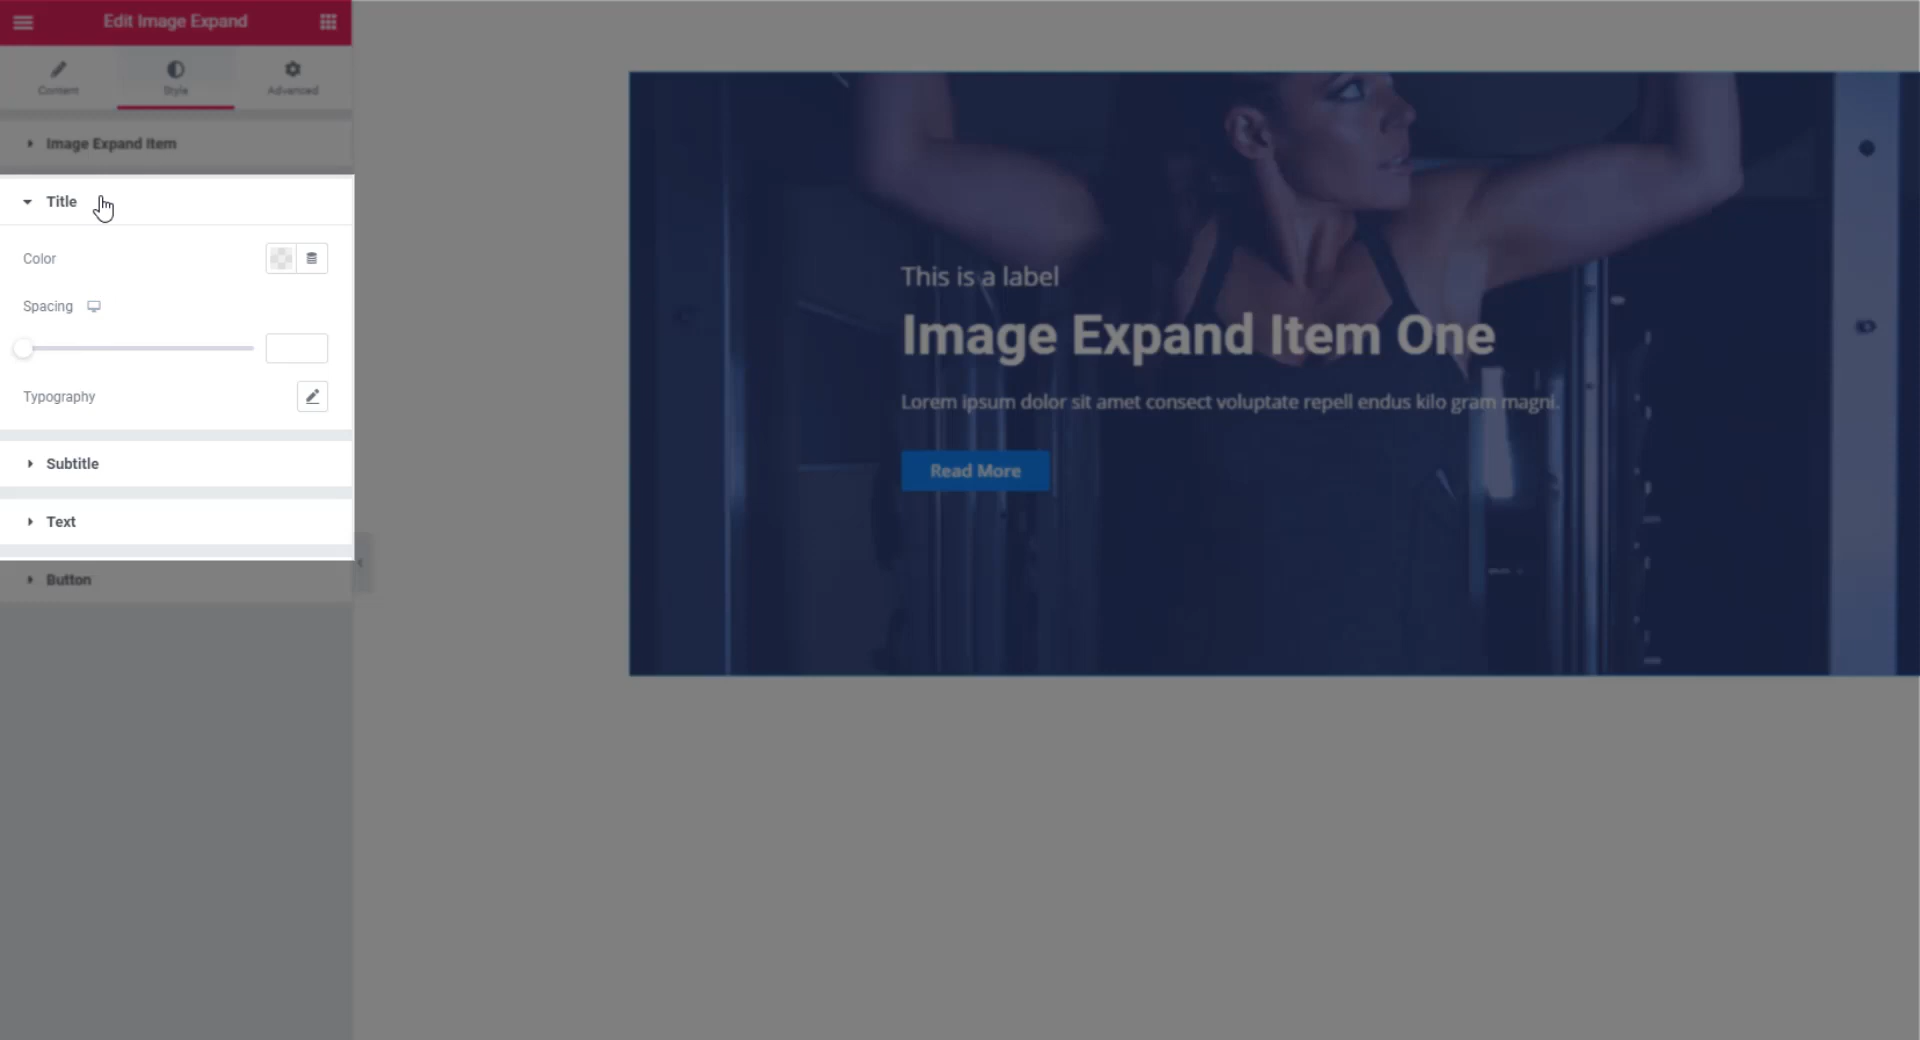 Edit Image Expand
Content
Style
Advanced
Image Expand Item
Title
Color
Spacing
Typography
Subtitle
Text
Button
This is a label
Image Expand Item One
Lorem ipsum dolor sit amet consect voluptate repell endus kilo gram magni.
Read More